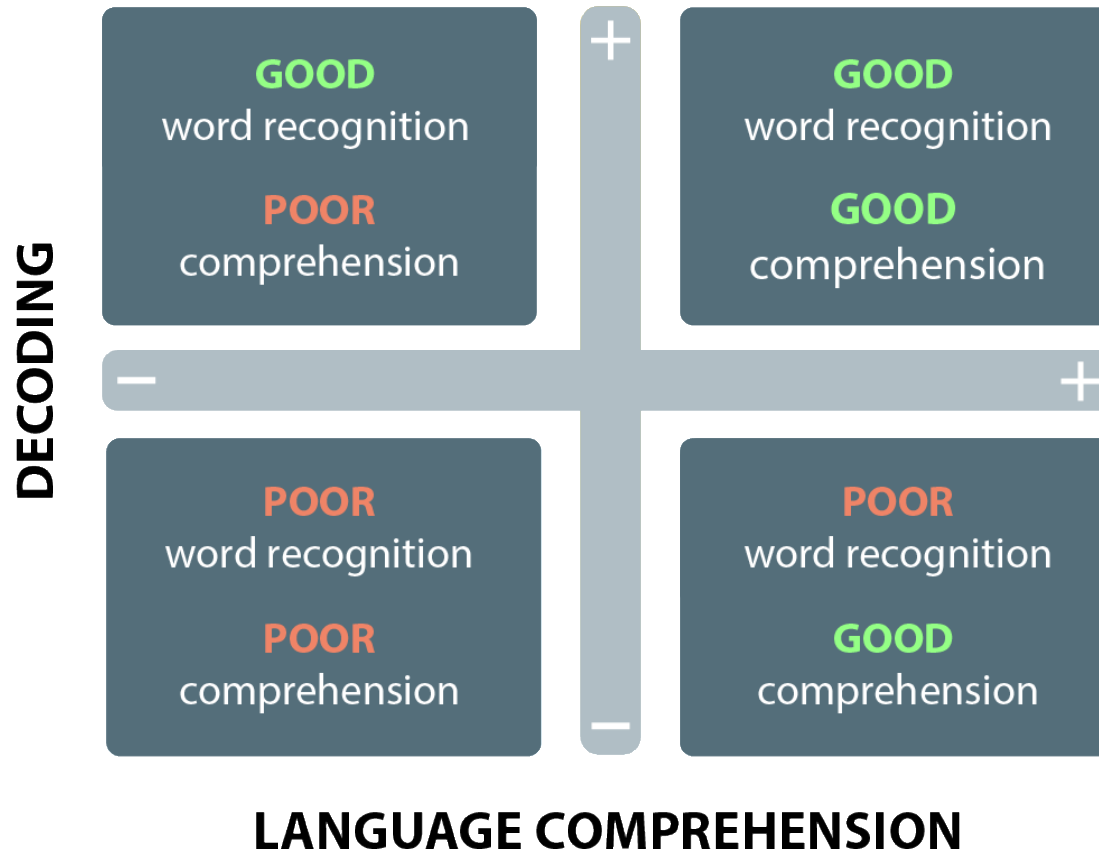 GOOD
word recognition
POOR
comprehension
+
GOOD
word recognition
GOOD
comprehension
DECODING
−
+
POOR
word recognition
POOR
comprehension
−
POOR
word recognition
GOOD
comprehension
LANGUAGE COMPREHENSION